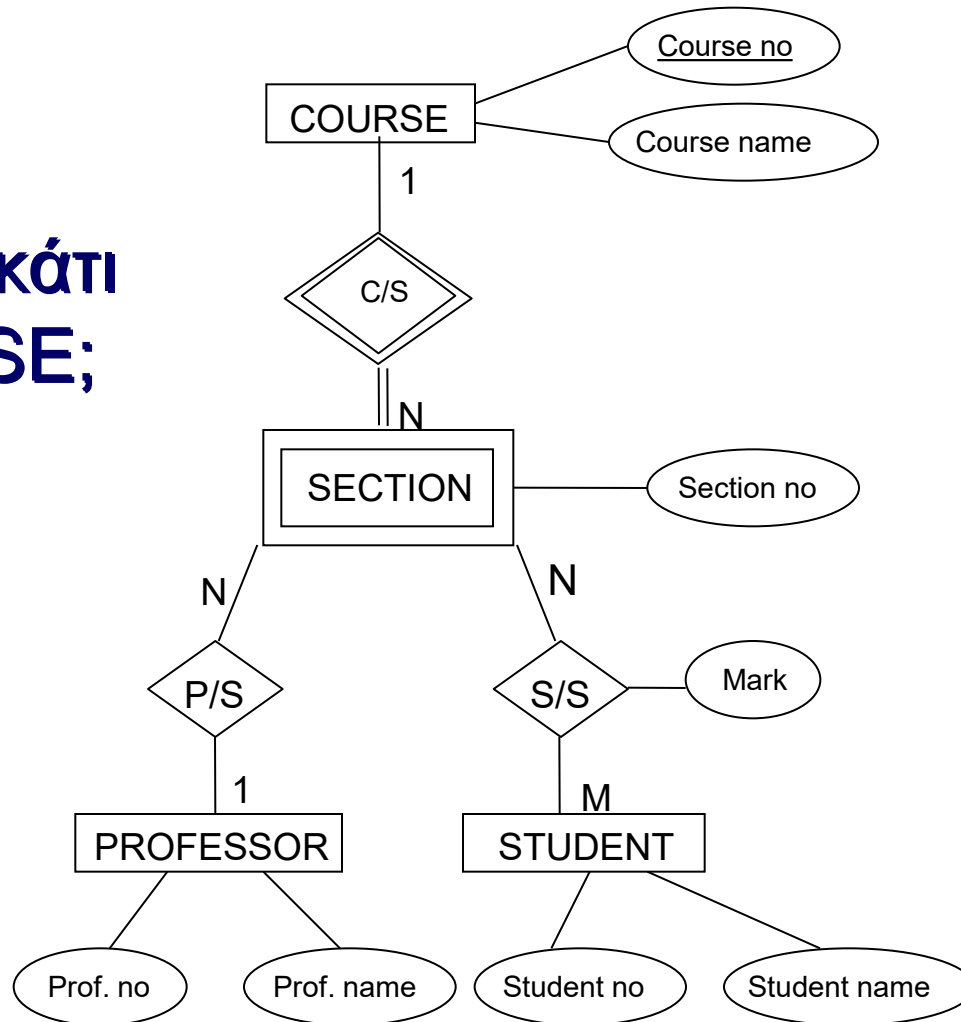 Course no
COURSE
Course name
1
κάτι
SE;
C/S
N
SECTION
Section no
N
N
P/S
S/S
Mark
1
M
PROFESSOR
STUDENT
Prof. no
Prof. name
Student no
Student name